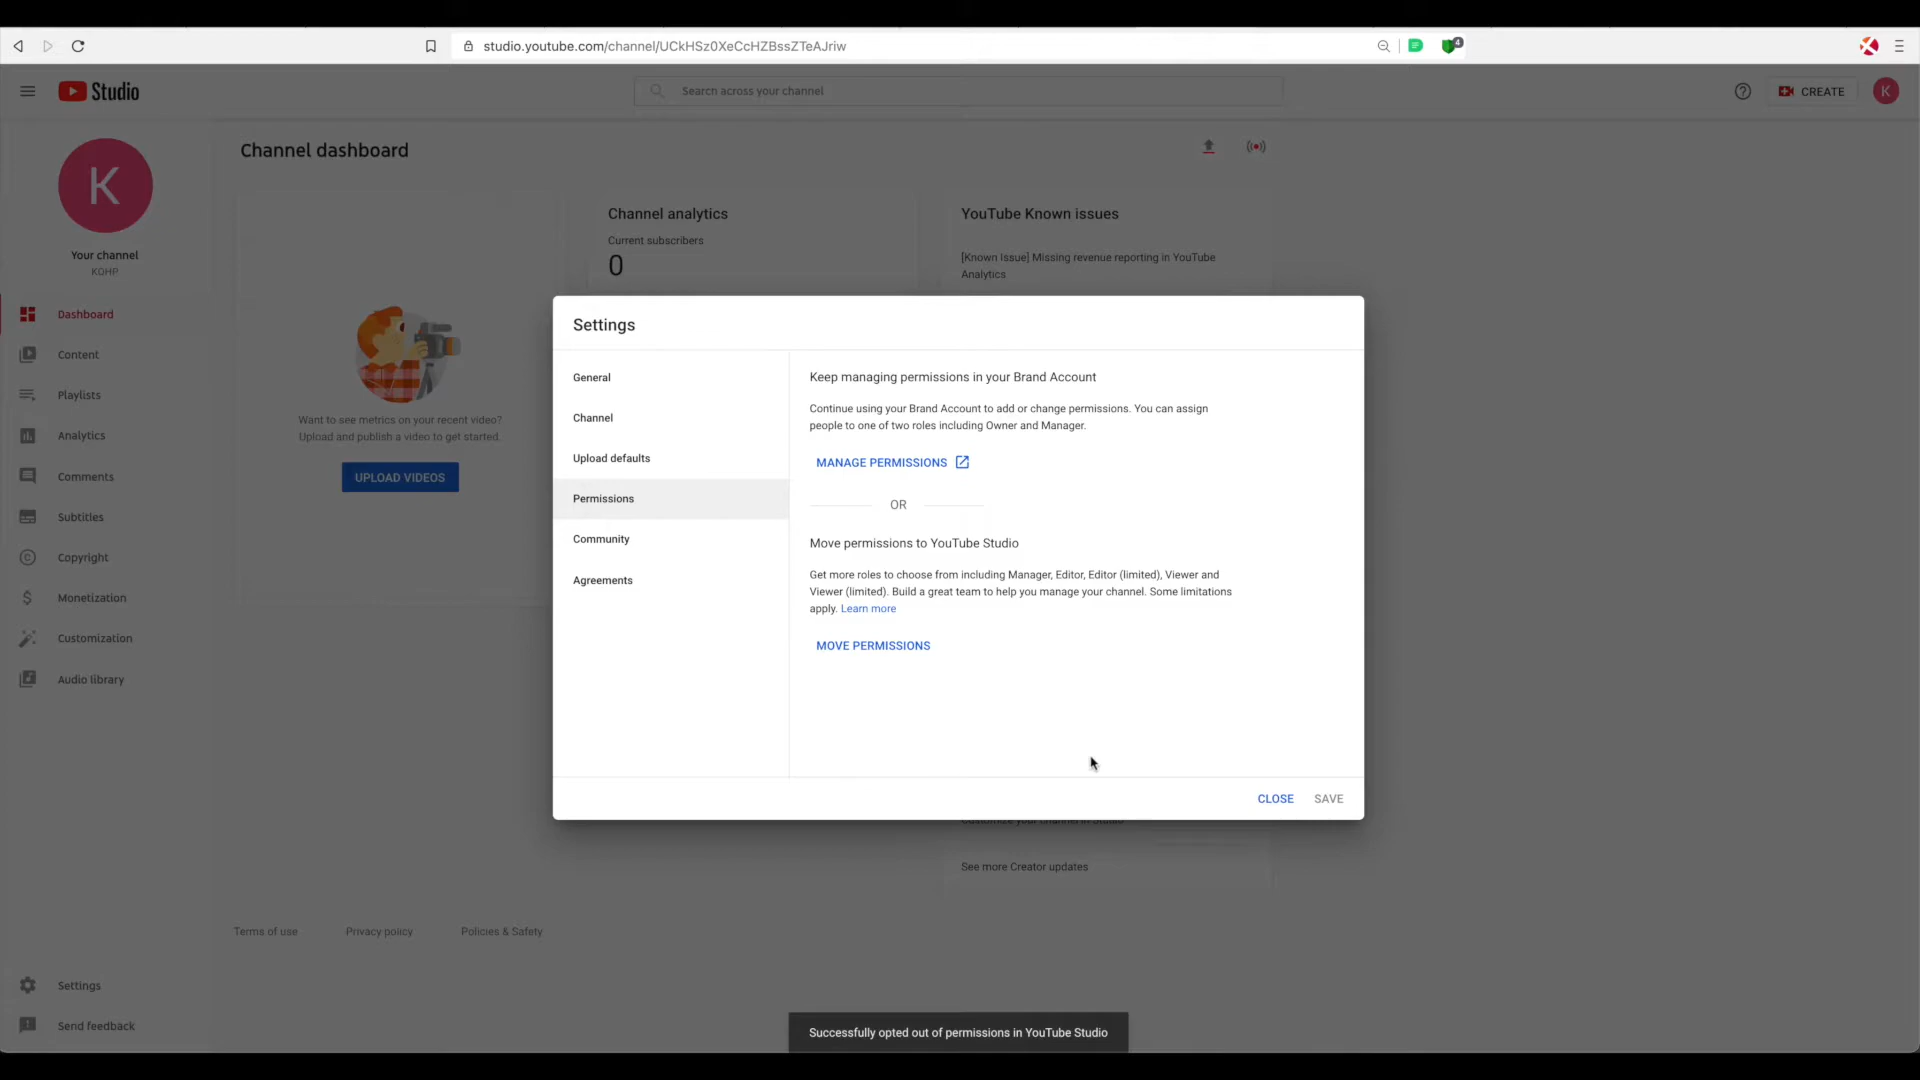 studio.youtube.com/channel/UCkHSz0XeCcHZBssZTeAJriw
4
Studio
Search across your channel
CREATE
K
K
Your channel
KOHP
Dashboard
Content
Playlists
Analytics
Comments
Subtitles
Copyright
Monetization
Customization
Audio library
Settings
Send feedback
Channel dashboard
Want to see metrics on your recent video?
Upload and publish a video to get started.
UPLOAD VIDEOS
Channel analytics
Current subscribers
0
YouTube Known issues
[Known Issue] Missing revenue reporting in YouTube
Analytics
Settings
General
Channel
Upload defaults
Permissions
Community
Agreements
Keep managing permissions in your Brand Account
Continue using your Brand Account to add or change permissions. You can assign
people to one of two roles including Owner and Manager.
MANAGE PERMISSIONS
OR
Move permissions to YouTube Studio
Get more roles to choose from including Manager, Editor, Editor (limited), Viewer and
Viewer (limited). Build a great team to help you manage your channel. Some limitations
apply. Learn more
MOVE PERMISSIONS
CLOSE SAVE
Customize your channel in Studio
See more Creator updates
Terms of use
Privacy policy
Policies & Safety
Successfully opted out of permissions in YouTube Studio